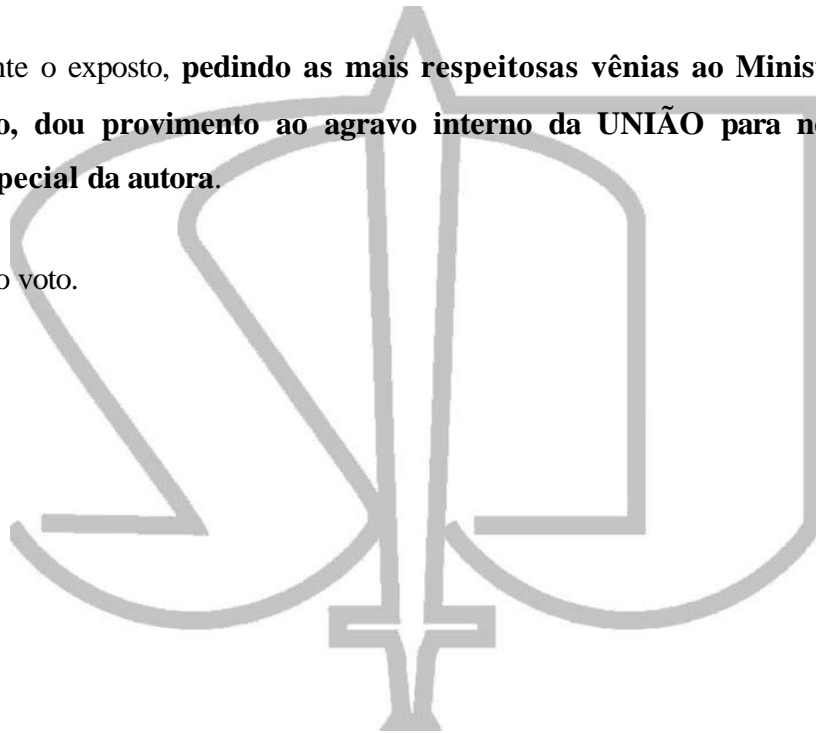 nte o exposto, pedindo as mais respeitosas vênias ao Minist
o, dou provimento ao agravo interno da UNIÃO para n
pecial da autora.
o voto.